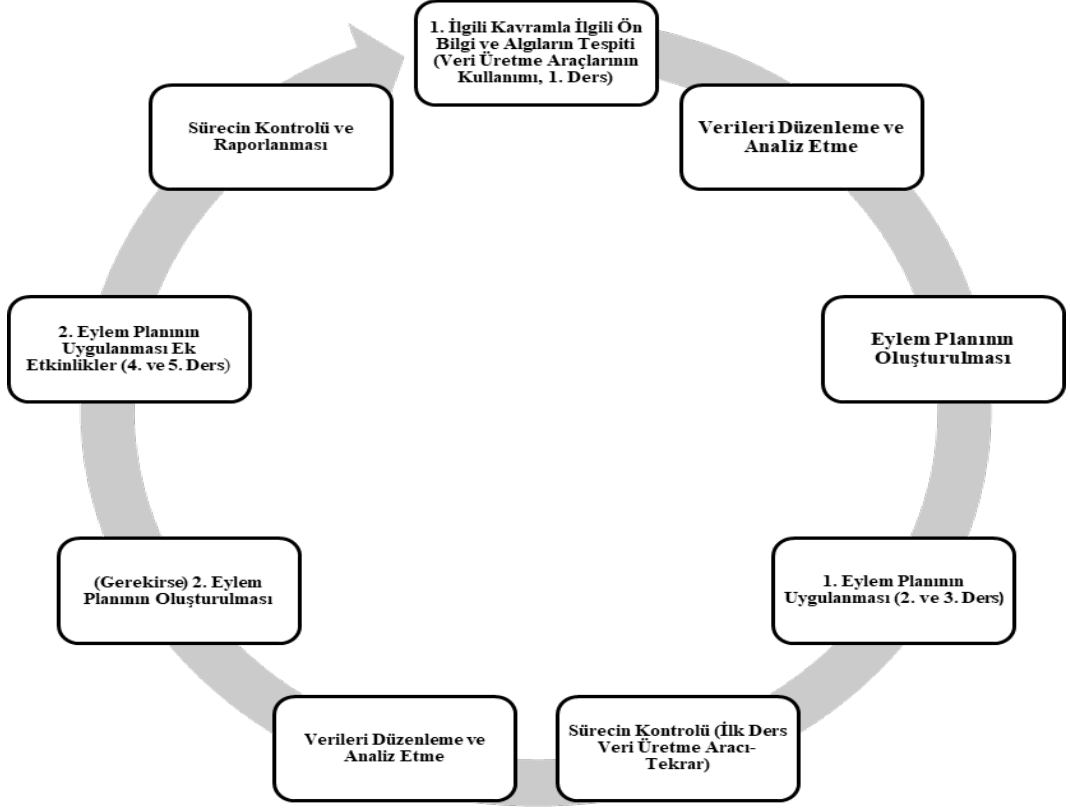 1. İlgili Kavramla İlgili Ön
Bilgi ve Algıların Tespiti
(Veri Üretme Araçlarının
Kullanımı, 1. Ders)
Verileri Düzenleme ve
Analiz Etme
Eylem Planının
Oluşturulması
1. Eylem Planının
Uygulanması (2. ve 3. Ders)
Sürecin Kontrolü (İlk Ders
Veri Üretme Aracı-
Tekrar)
Verileri Düzenleme ve
Analiz Etme
(Gerekirse) 2. Eylem
Planının Oluşturulması
2. Eylem Planının
Uygulanması Ek
Etkinlikler (4. ve 5. Ders)
Sürecin Kontrolü ve
Raporlanması